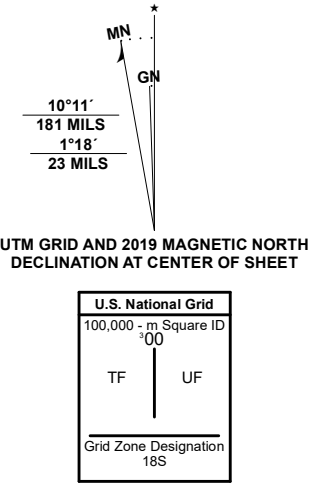 MN
GN
10°11´
181 MILS
1°18´
23 MILS
UTM GRID AND 2019 MAGNETIC NORTH
DECLINATION AT CENTER OF SHEET
U.S. National Grid
100,000 - m Square ID
³00
TF UF
Grid Zone Designation
18S